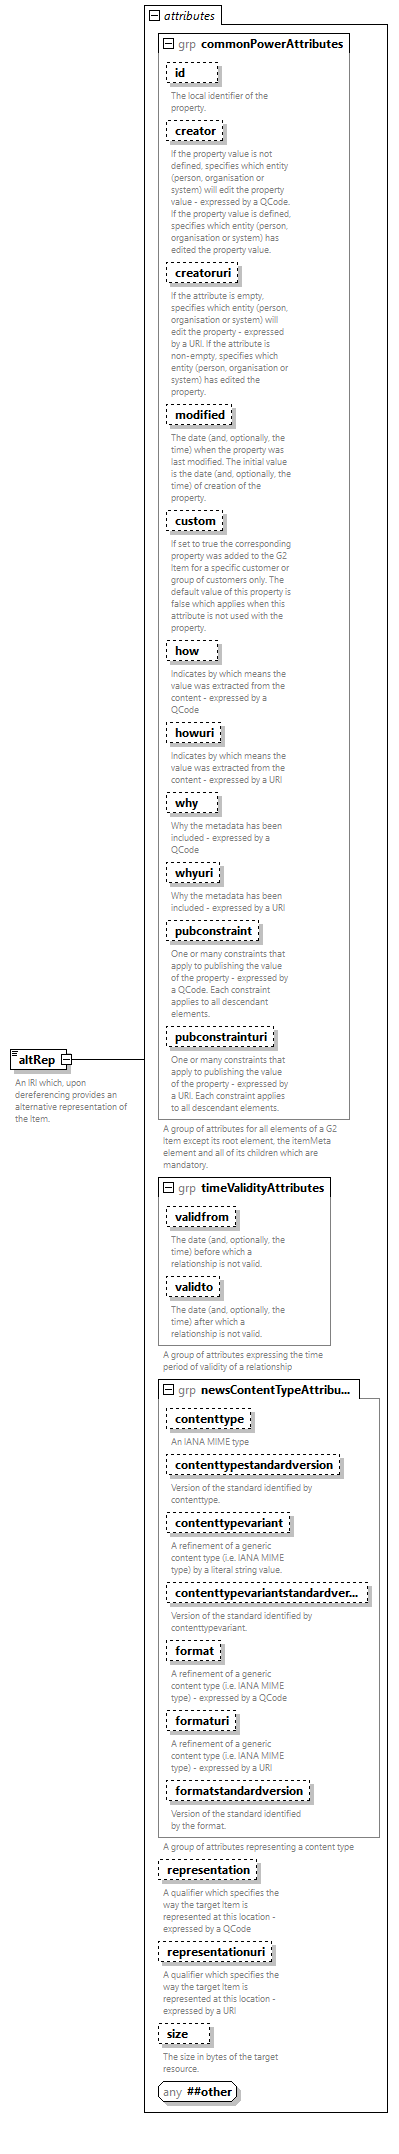 attributes
grp commonPowerAttributes
id
The local identifier of the
property.
creator
If the property value is not
defined, specifies which entity
(person, organisation or
system) will edit the property
value - expressed by a QCode.
If the property value is defined,
specifies which entity (person,
organisation or system) has
edited the property value.
creatoruri
If the attribute is empty,
specifies which entity (person,
organisation or system) will
edit the property - expressed
by a URI. If the attribute is
non-empty, specifies which
entity (person, organisation or
system) has edited the
property.
modified
The date (and, optionally, the
time) when the property was
last modified. The initial value
is the date (and, optionally, the
time) of creation of the
property.
custom
If set to true the corresponding
property was added to the G2
Item for a specific customer or
group of customers only. The
default value of this property is
false which applies when this
attribute is not used with the
property.
how
Indicates by which means the
value was extracted from the
content - expressed by a
QCode
howuri
Indicates by which means the
value was extracted from the
content - expressed by a URI
why
Why the metadata has been
included - expressed by a
QCode
whyuri
Why the metadata has been
included - expressed by a URI
pubconstraint
One or many constraints that
apply to publishing the value
of the property - expressed by
a QCode. Each constraint
applies to all descendant
elements.
pubconstrainturi
One or many constraints that
apply to publishing the value
of the property - expressed by
a URI. Each constraint applies
to all descendant elements.
A group of attributes for all elements of a G2
Item except its root element, the itemMeta
element and all of its children which are
mandatory.
altRep
An IRI which, upon
dereferencing provides an
alternative representation of
the Item.
grp timeValidityAttributes
validfrom
The date (and, optionally, the
time) before which a
relationship is not valid.
validto
The date (and, optionally, the
time) after which a
relationship is not valid.
A group of attributes expressing the time
period of validity of a relationship
grp newsContentTypeAttribu...
contenttype
An IANA MIME type
contenttypestandardversion
Version of the standard identified by
contenttype.
contenttypevariant
A refinement of a generic
content type (i.e. IANA MIME
type) by a literal string value.
contenttypevariantstandardver...
Version of the standard identified by
contenttypevariant.
format
A refinement of a generic
content type (i.e. IANA MIME
type) - expressed by a QCode
formaturi
A refinement of a generic
content type (i.e. IANA MIME
type) - expressed by a URI
formatstandardversion
Version of the standard identified
by the format.
A group of attributes representing a content type
representation
A qualifier which specifies the
way the target Item is
represented at this location -
expressed by a QCode
representationuri
A qualifier which specifies the
way the target Item is
represented at this location -
expressed by a URI
size
The size in bytes of the target
resource.
any ##other